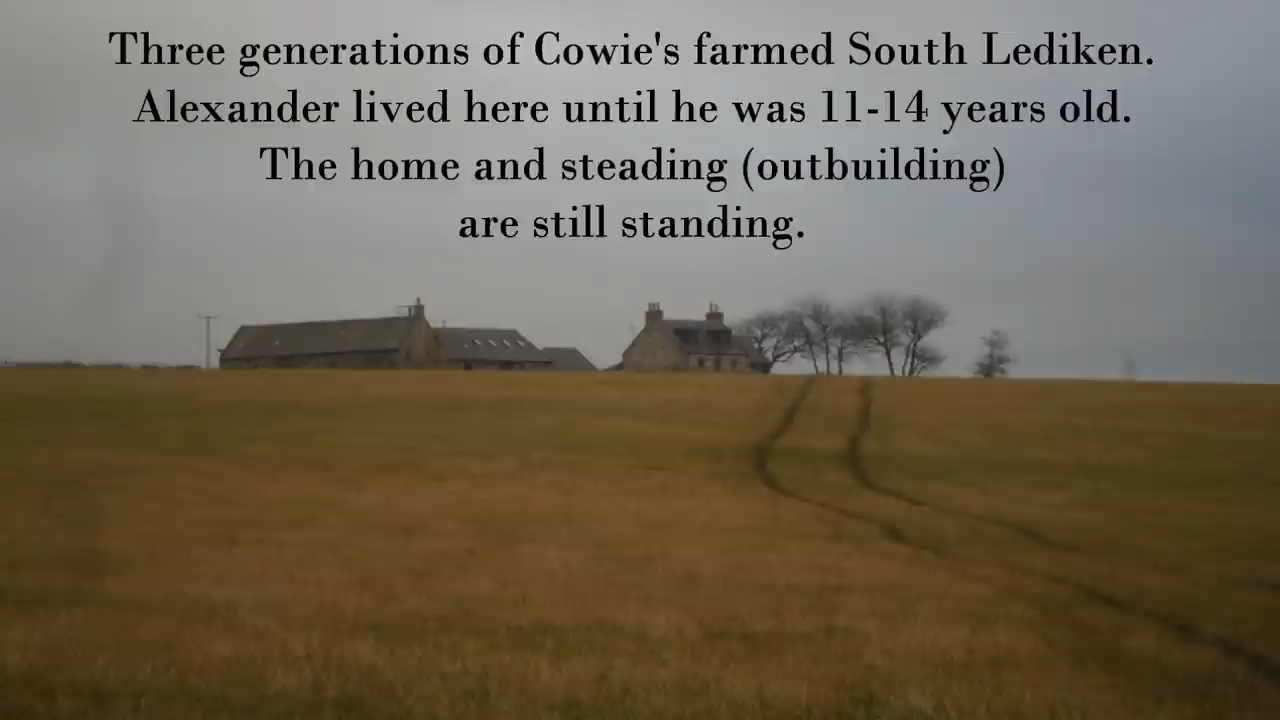 Three generations of Cowie's farmed South Lediken.
Alexander lived here until he was 11-14 years old.
The home and steading (outbuilding)
are still standing.